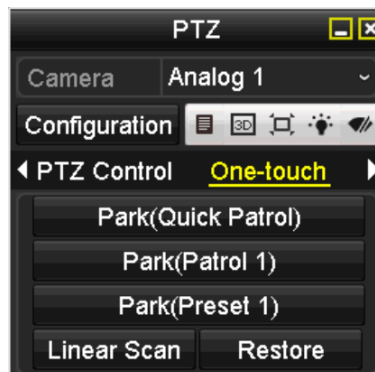 PTZ
Camera Analog 1
Configuration 3D
PTZ Control One-touch
Park(Quick Patrol)
Park(Patrol 1)
Park(Preset 1)
Linear Scan Restore